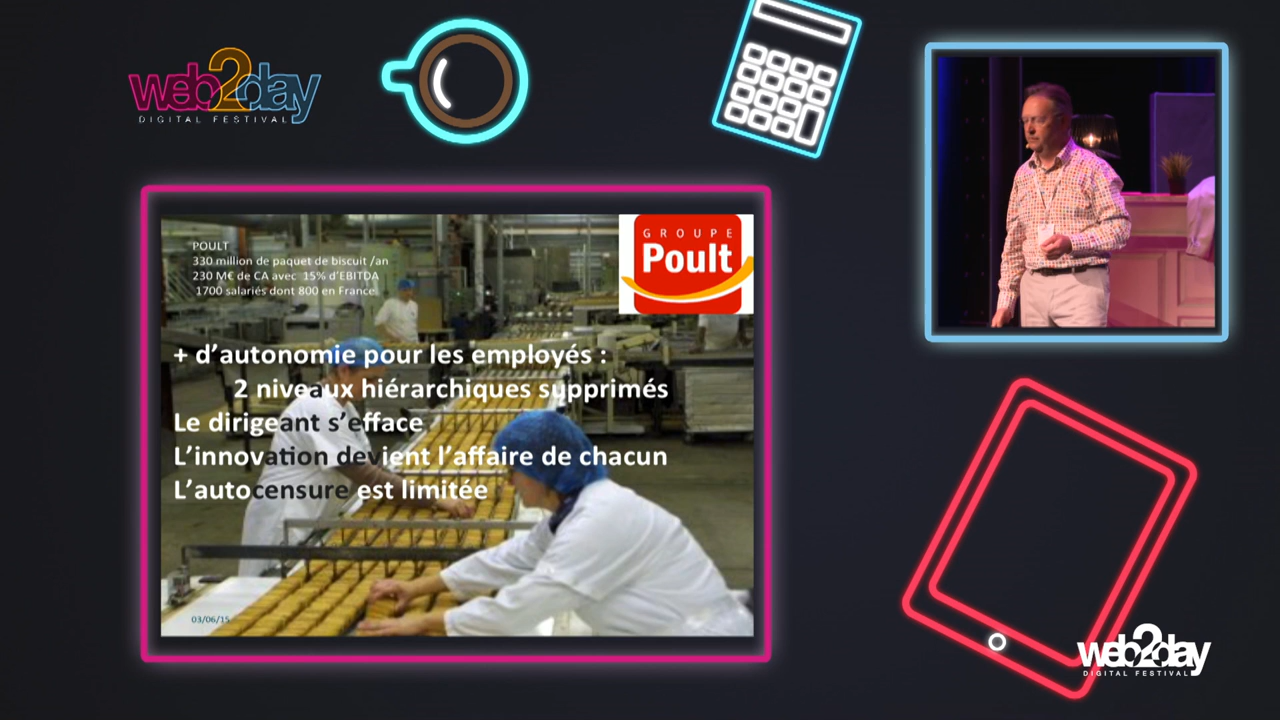 web2day
DIGITAL FESTIVAL
GROUPE
Poult
POULT
330 million de paquet de biscuit /an
230 M€ de CA avec 15% d'EBITDA
1700 salariés dont 800 en France
+ d'autonomie pour les employés :
2 niveaux hiérarchiques supprimés
Le dirigeant s'efface
L'innovation devient l'affaire de chacun
L'autocensure est limitée
03/06/15
web2day
DIGITAL FESTIVAL